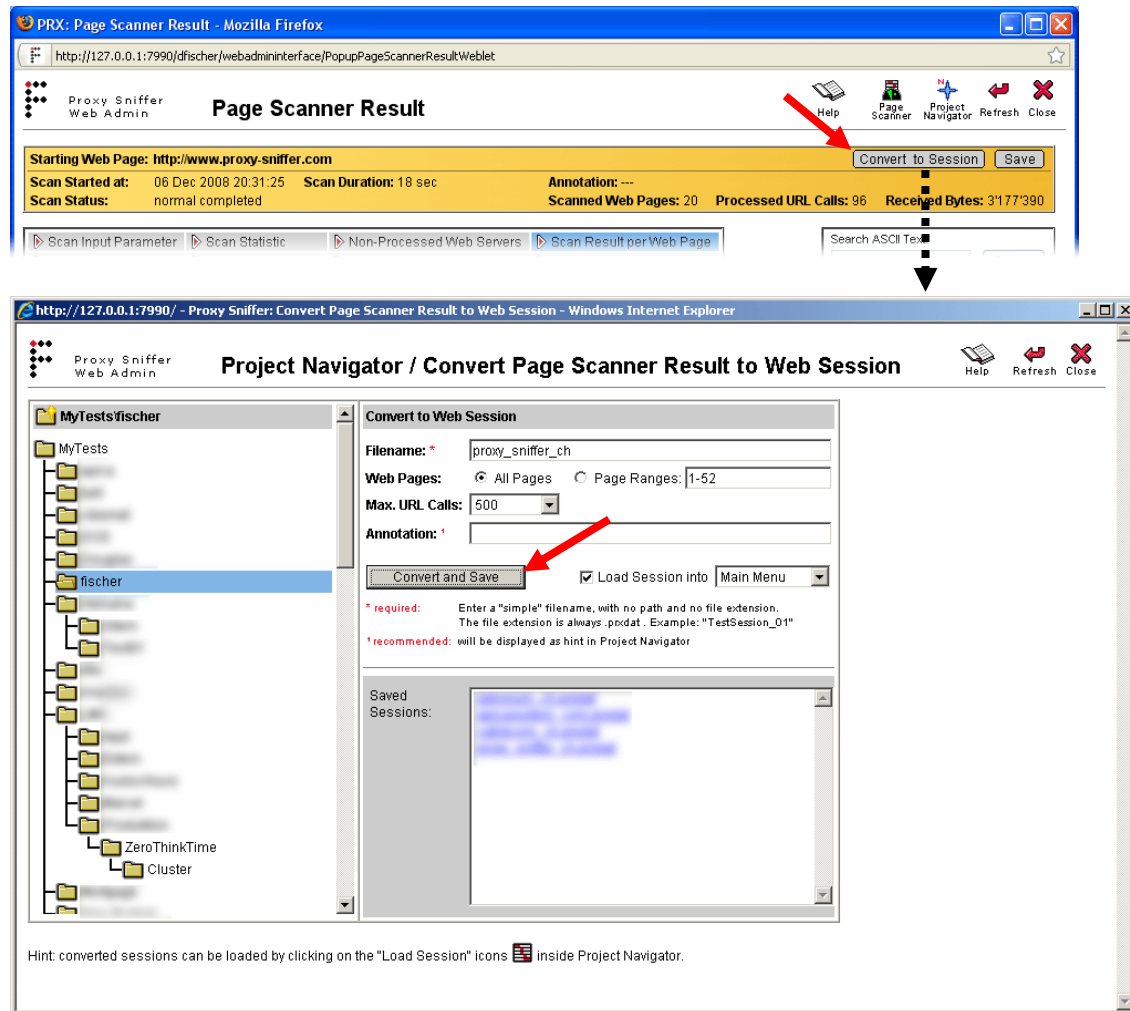 PRX: Page Scanner Result - Mozilla Firefox
http://127.0.0.1:7990/dfischer/webadmininterface/PopupPageScannerResultWeblet
Proxy Sniffer
Web Admin
Page Scanner Result
Help
Page Scanner
Project Navigator
Refresh
Close
Starting Web Page: http://www.proxy-sniffer.com
Convert to Session
Save
Scan Started at: 06 Dec 2008 20:31:25 Scan Duration: 18 sec Annotation: ---
Scan Status: normal completed Scanned Web Pages: 20 Processed URL Calls: 96 Received Bytes: 3'177'390
Scan Input Parameter
Scan Statistic
Non-Processed Web Servers
Scan Result per Web Page
Search ASCII Text
http://127.0.0.1:7990/ - Proxy Sniffer: Convert Page Scanner Result to Web Session - Windows Internet Explorer
Proxy Sniffer
Web Admin
Project Navigator / Convert Page Scanner Result to Web Session
Help
Refresh
Close
MyTests\fischer
MyTests
fischer
ZeroThinkTime
Cluster
Convert to Web Session
Filename: * proxy_sniffer_ch
Web Pages: All Pages Page Ranges: 1-52
Max. URL Calls: 500
Annotation: ¹
Convert and Save
Load Session into Main Menu
* required: Enter a "simple" filename, with no path and no file extension.
The file extension is always .prxdat . Example: "TestSession_01"
¹ recommended: will be displayed as hint in Project Navigator
Saved
Sessions:
Hint: converted sessions can be loaded by clicking on the "Load Session" icons inside Project Navigator.